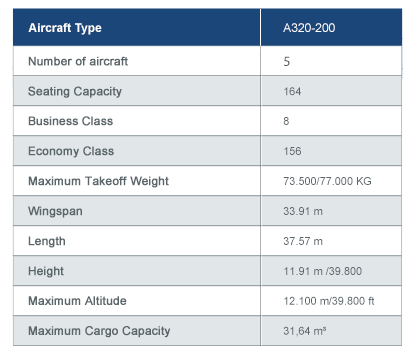 Aircraft Type A320-200
Number of aircraft 5
Seating Capacity 164
Business Class 8
Economy Class 156
Maximum Takeoff Weight 73.500/77.000 KG
Wingspan 33.91 m
Length 37.57 m
Height 11.91 m /39.800
Maximum Altitude 12.100 m/39.800 ft
Maximum Cargo Capacity 31,64 m³